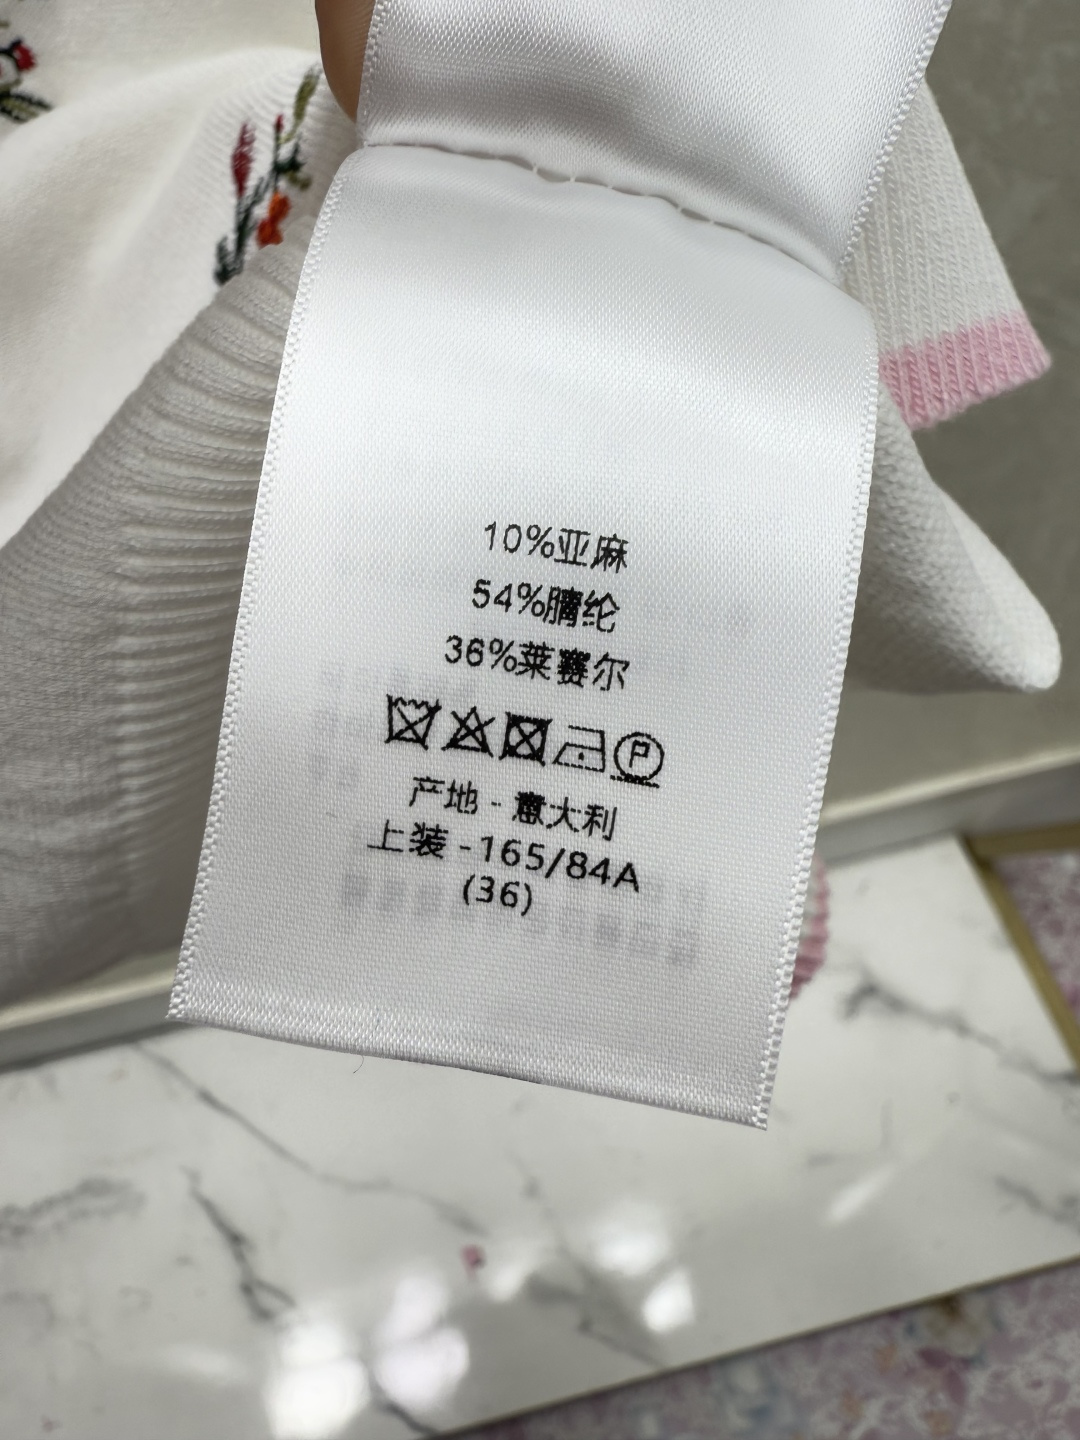 10%亚麻
54%腈纶
36%莱赛尔
P
产地 - 意大利
上装 -165/84A
(36)